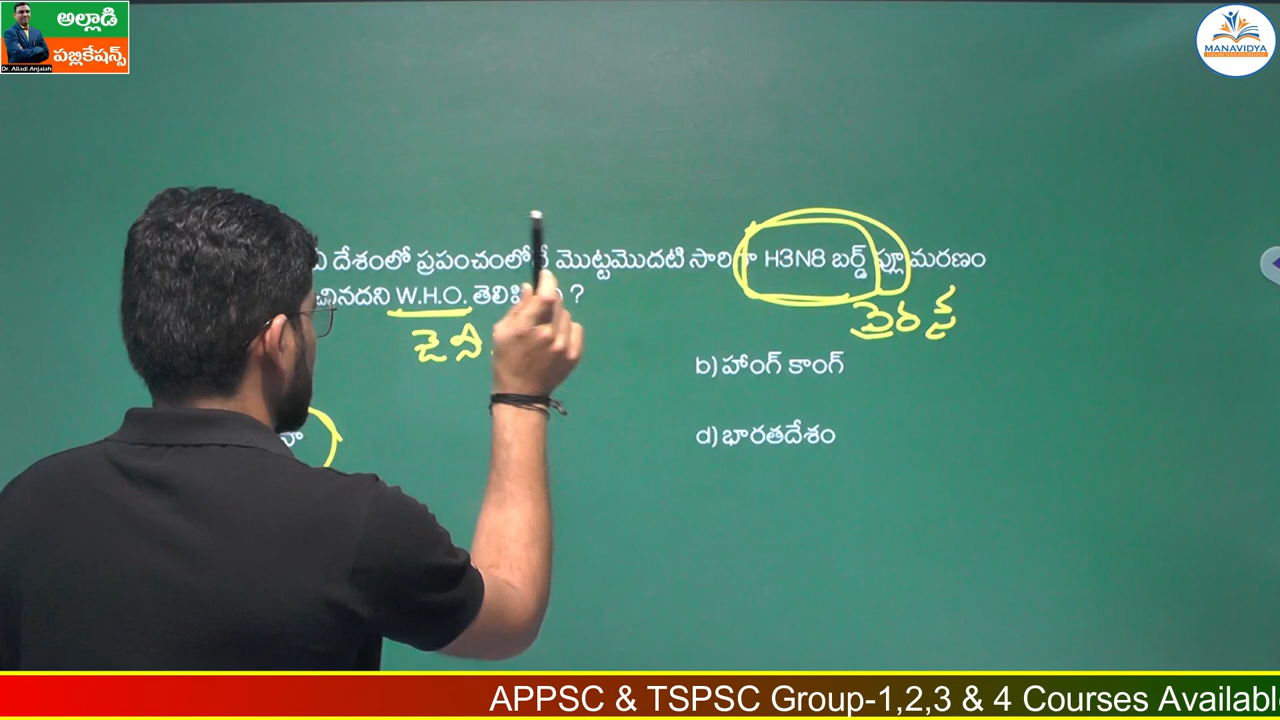 అల్లాడి
పబ్లికేషన్స్
Dr. Alladi Anjaiah
MANAVIDYA
దేశంలో ప్రపంచంలో మొట్టమొదటి H3N8 బర్డ్ ఫ్లూ మరణం
W.H.O. ?
వైరస్
జెనీ
b) హాంగ్ కాంగ్
d) భారతదేశం
APPSC & TSPSC Group-1,2,3 & 4 Courses Availabl